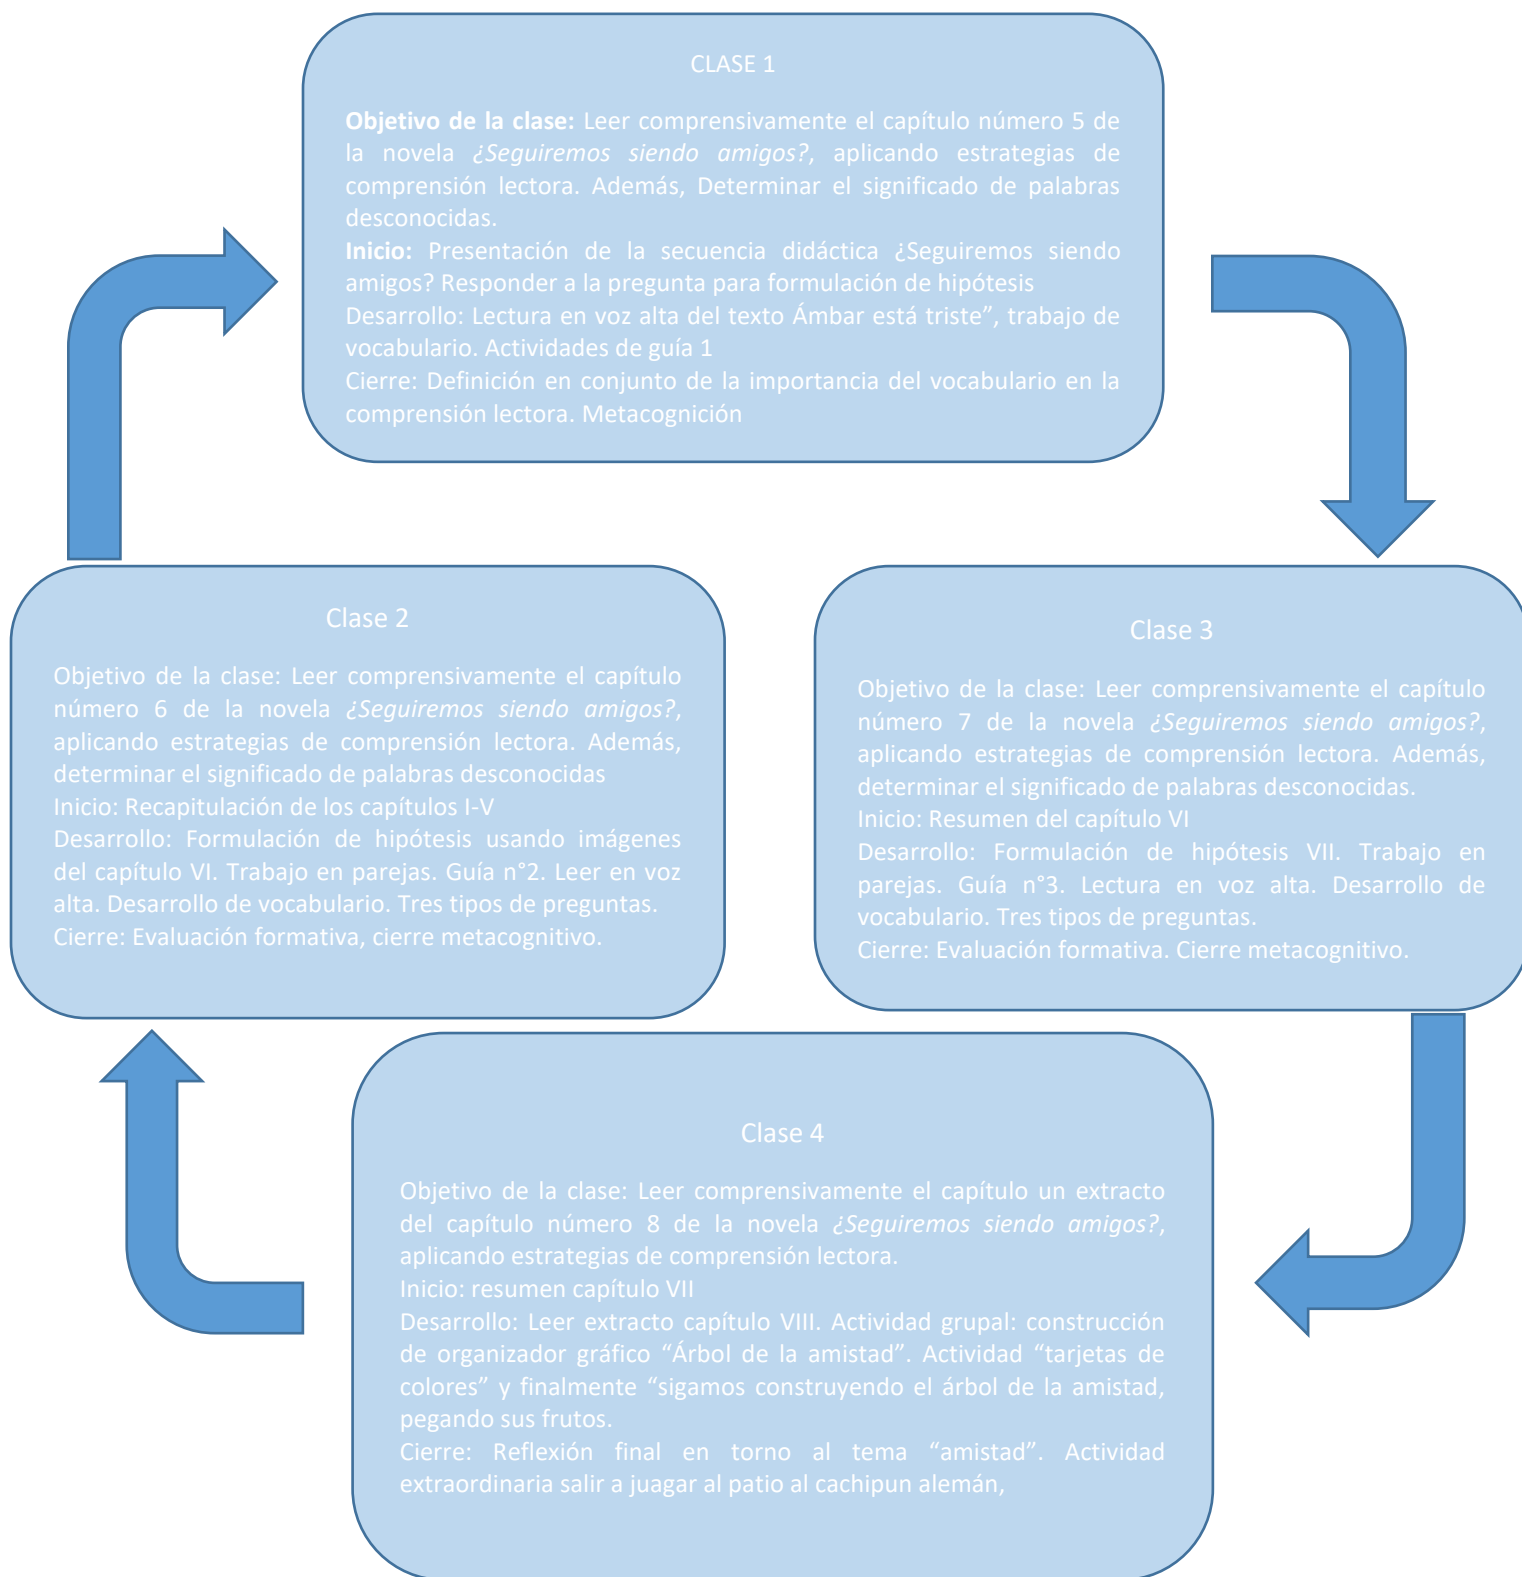 CLASE 1
Objetivo de la clase: Leer comprensivamente el capítulo número 5 de
la novela ¿Seguiremos siendo amigos?, aplicando estrategias de
comprensión lectora. Además, Determinar el significado de palabras
desconocidas.
Inicio: Presentación de la secuencia didáctica ¿Seguiremos siendo
amigos? Responder a la pregunta para formulación de hipótesis
Desarrollo: Lectura en voz alta del texto Ámbar está triste”, trabajo de
vocabulario. Actividades de guía 1
Cierre: Definición en conjunto de la importancia del vocabulario en la
comprensión lectora. Metacognición
Clase 2
Objetivo de la clase: Leer comprensivamente el capítulo
número 6 de la novela ¿Seguiremos siendo amigos?,
aplicando estrategias de comprensión lectora. Además,
determinar el significado de palabras desconocidas
Inicio: Recapitulación de los capítulos I-V
Desarrollo: Formulación de hipótesis usando imágenes
del capítulo VI. Trabajo en parejas. Guía n°2. Leer en voz
alta. Desarrollo de vocabulario. Tres tipos de preguntas.
Cierre: Evaluación formativa, cierre metacognitivo.
Clase 3
Objetivo de la clase: Leer comprensivamente el capítulo
número 7 de la novela ¿Seguiremos siendo amigos?,
aplicando estrategias de comprensión lectora. Además,
determinar el significado de palabras desconocidas.
Inicio: Resumen del capítulo VI
Desarrollo: Formulación de hipótesis VII. Trabajo en
parejas. Guía n°3. Lectura en voz alta. Desarrollo de
vocabulario. Tres tipos de preguntas.
Cierre: Evaluación formativa. Cierre metacognitivo.
Clase 4
Objetivo de la clase: Leer comprensivamente el capítulo un extracto
del capítulo número 8 de la novela ¿Seguiremos siendo amigos?,
aplicando estrategias de comprensión lectora.
Inicio: resumen capítulo VII
Desarrollo: Leer extracto capítulo VIII. Actividad grupal: construcción
de organizador gráfico “Árbol de la amistad”. Actividad “tarjetas de
colores” y finalmente “sigamos construyendo el árbol de la amistad,
pegando sus frutos.
Cierre: Reflexión final en torno al tema “amistad”. Actividad
extraordinaria salir a juagar al patio al cachipun alemán,